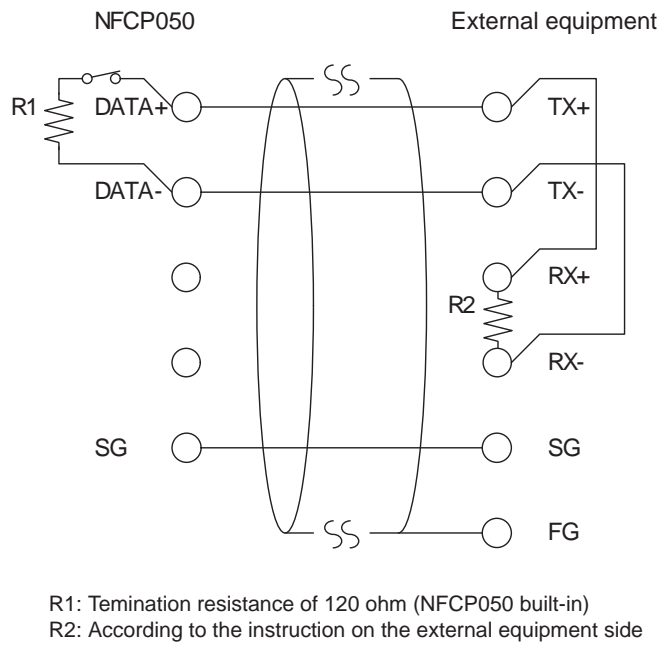 NFCP050 External equipment
R1 DATA+ TX+
DATA- TX-
RX+
R2
RX-
SG SG
FG
R1: Temination resistance of 120 ohm (NFCP050 built-in)
R2: According to the instruction on the external equipment side